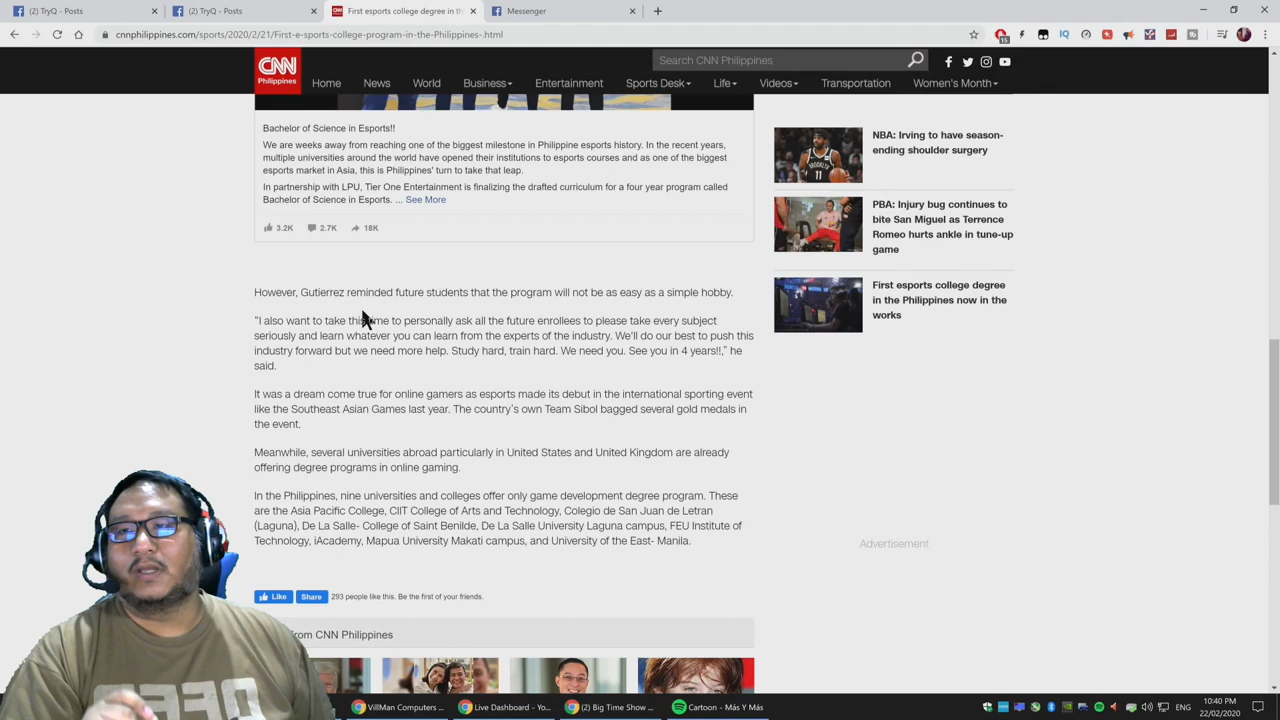 (2) TryQ - Posts
(2) TryQ - Posts
First esports college degree in th
Messenger
cnnphilippines.com/sports/2020/2/21/First-e-sports-college-program-in-the-Philippines-.html
15
CNN
Philippines
Search CNN Philippines
Home News World Business Entertainment Sports Desk Life Videos Transportation Women's Month
Bachelor of Science in Esports!!
We are weeks away from reaching one of the biggest milestone in Philippine esports history. In the recent years,
multiple universities around the world have opened their institutions to esports courses and as one of the biggest
esports market in Asia, this is Philippines' turn to take that leap.
In partnership with LPU, Tier One Entertainment is finalizing the drafted curriculum for a four year program called
Bachelor of Science in Esports. ... See More
3.2K 2.7K 18K
However, Gutierrez reminded future students that the program will not be as easy as a simple hobby.
“I also want to take this me to personally ask all the future enrollees to please take every subject
seriously and learn whatever you can learn from the experts of the industry. We'll do our best to push this
industry forward but we need more help. Study hard, train hard. We need you. See you in 4 years!!,” he
said.
It was a dream come true for online gamers as esports made its debut in the international sporting event
like the Southeast Asian Games last year. The country's own Team Sibol bagged several gold medals in
the event.
Meanwhile, several universities abroad particularly in United States and United Kingdom are already
offering degree programs in online gaming.
In the Philippines, nine universities and colleges offer only game development degree program. These
are the Asia Pacific College, CIIT College of Arts and Technology, Colegio de San Juan de Letran
(Laguna), De La Salle- College of Saint Benilde, De La Salle University Laguna campus, FEU Institute of
Technology, iAcademy, Mapua University Makati campus, and University of the East- Manila.
Like Share 293 people like this. Be the first of your friends.
from CNN Philippines
NBA: Irving to have season-
ending shoulder surgery
BROOKLYN
11
PBA: Injury bug continues to
bite San Miguel as Terrence
Romeo hurts ankle in tune-up
game
First esports college degree
in the Philippines now in the
works
Advertisement
VillMan Computers ...
Live Dashboard - Yo...
(2) Big Time Show ...
Cartoon - Más Y Más
ENG
10:40 PM
22/02/2020